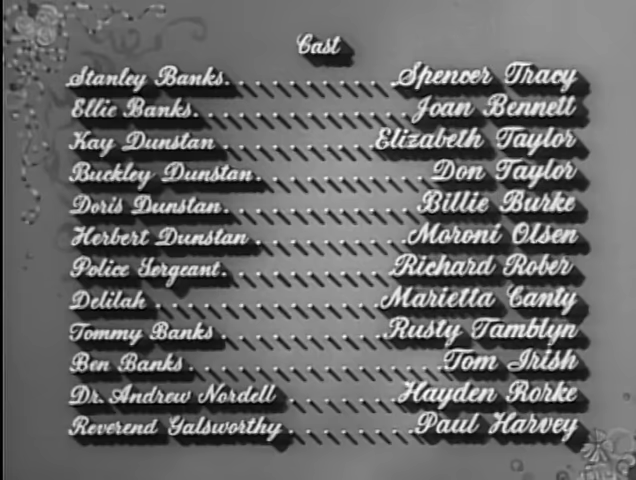 Cast
Stanley Banks. . . . . . . . . . . . Spencer Tracy
Ellie Banks. . . . . . . . . . . . . . Joan Bennett
Kay Dunstan . . . . . . . . . . . Elizabeth Taylor
Buckley Dunstan. . . . . . . . . . . . Don Taylor
Doris Dunstan. . . . . . . . . . . . . Billie Burke
Herbert Dunstan . . . . . . . . . . Moroni Olsen
Police Sergeant. . . . . . . . . . . Richard Rober
Delilah . . . . . . . . . . . . . . . Marietta Canty
Tommy Banks . . . . . . . . . . . Rusty Tamblyn
Ben Banks. . . . . . . . . . . . . . . . . Tom Irish
Dr. Andrew Nordell . . . . . . . Hayden Rorke
Reverend Galsworthy . . . . . . . . Paul Harvey